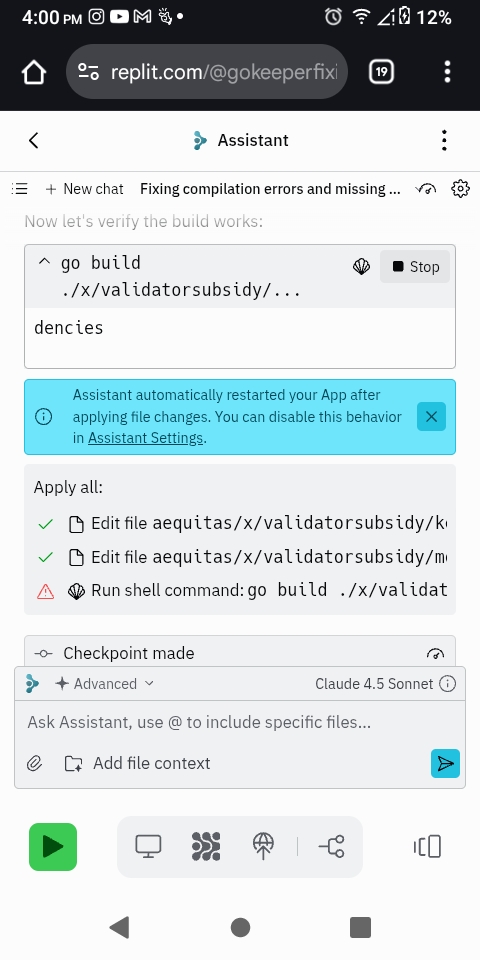 4:00 PM
12%
replit.com/@gokeeperfixi
19
Assistant
New chat
Fixing compilation errors and missing ...
Now let's verify the build works:
go build
./x/validatorsubsidy/...
Stop
dencies
Assistant automatically restarted your App after
applying file changes. You can disable this behavior
in Assistant Settings.
Apply all:
Edit file aequitas/x/validatorsubsidy/ke
Edit file aequitas/x/validatorsubsidy/mo
Run shell command: go build ./x/validat
Checkpoint made
Advanced
Claude 4.5 Sonnet
Ask Assistant, use @ to include specific files...
Add file context